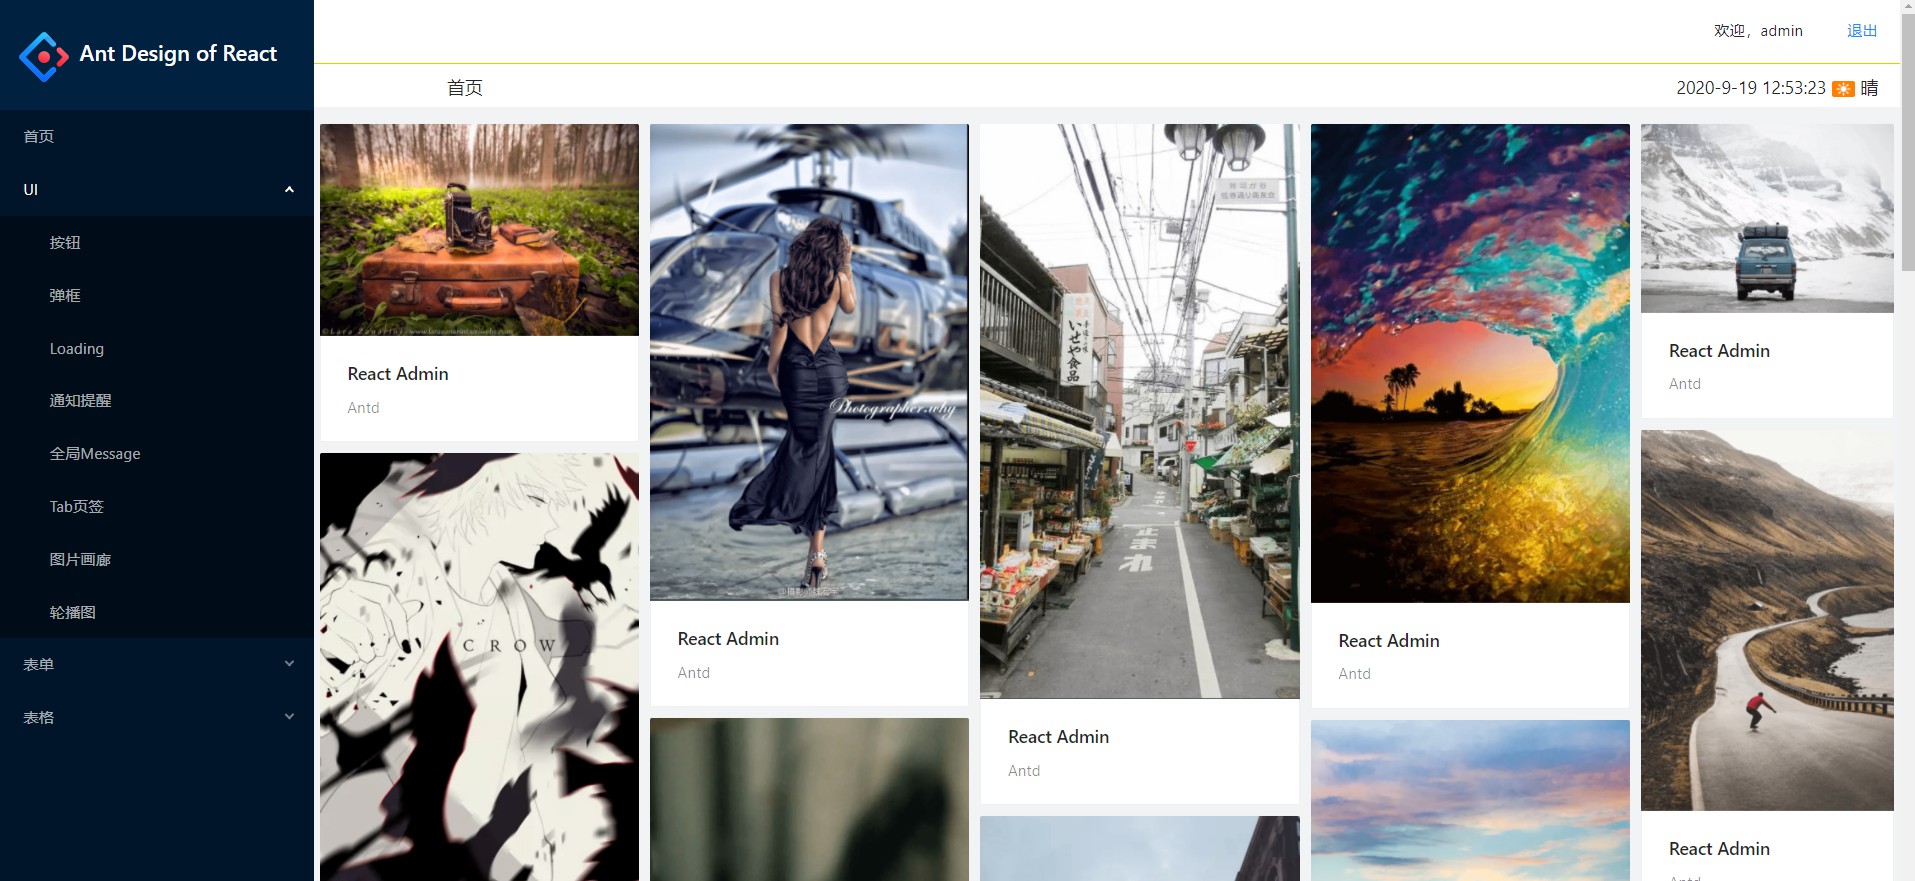 Ant Design of React
欢迎，admin
退出
首页
2020-9-19 12:53:23 晴
首页
UI
按钮
弹框
Loading
通知提醒
全局Message
Tab页签
图片画廊
轮播图
表单
表格
React Admin
Antd
CROW
Photographer.why
React Admin
Antd
いせや食品
止まれ
React Admin
Antd
React Admin
Antd
React Admin
Antd
React Admin